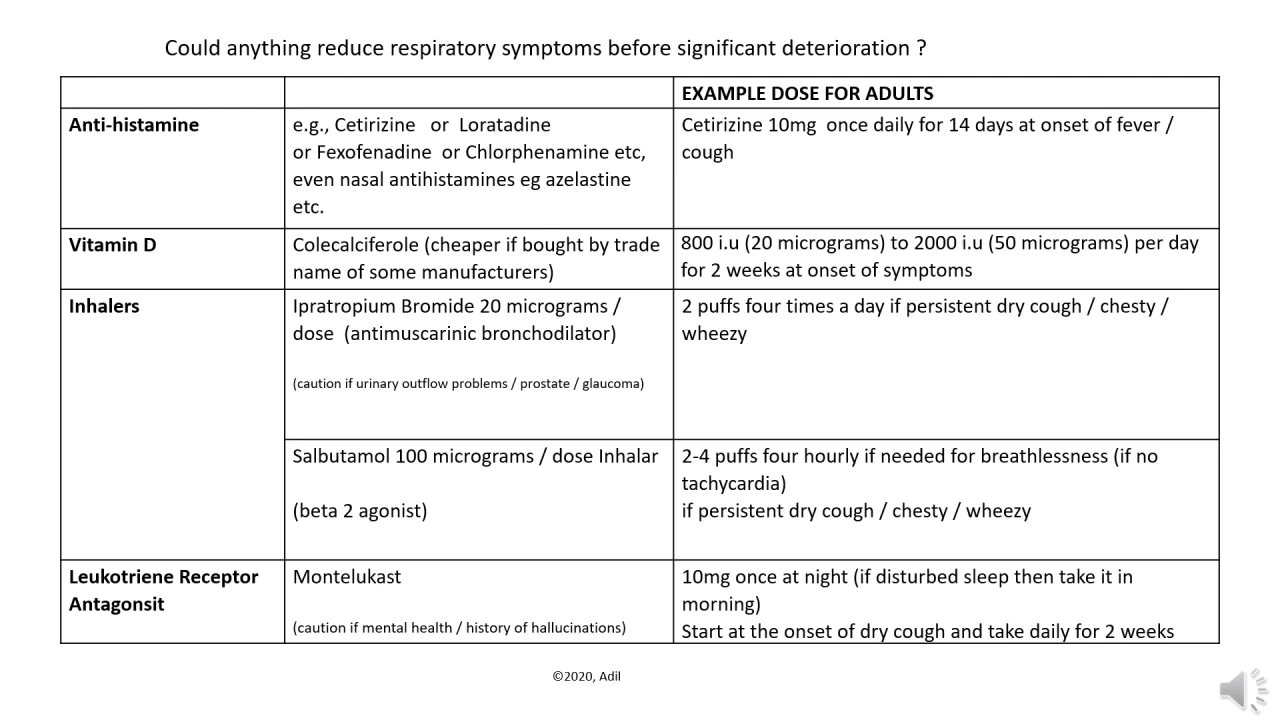 Could anything reduce respiratory symptoms before significant deterioration ?
EXAMPLE DOSE FOR ADULTS
Anti-histamine
e.g., Cetirizine or Loratadine
or Fexofenadine or Chlorphenamine etc,
even nasal antihistamines eg azelastine
etc.
Cetirizine 10mg once daily for 14 days at onset of fever /
cough
Vitamin D
Colecalciferole (cheaper if bought by trade
name of some manufacturers)
800 i.u (20 micrograms) to 2000 i.u (50 micrograms) per day
for 2 weeks at onset of symptoms
Inhalers
Ipratropium Bromide 20 micrograms /
dose (antimuscarinic bronchodilator)
(caution if urinary outflow problems / prostate / glaucoma)
2 puffs four times a day if persistent dry cough / chesty /
wheezy
Salbutamol 100 micrograms / dose Inhalar
(beta 2 agonist)
2-4 puffs four hourly if needed for breathlessness (if no
tachycardia)
if persistent dry cough / chesty / wheezy
Leukotriene Receptor
Antagonsit
Montelukast
(caution if mental health / history of hallucinations)
10mg once at night (if disturbed sleep then take it in
morning)
Start at the onset of dry cough and take daily for 2 weeks
©2020, Adil